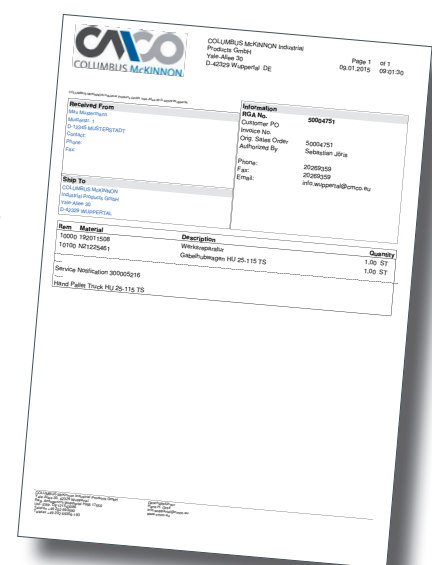 CMCO
COLUMBUS McKINNON
COLUMBUS McKINNON Industrial
Products GmbH
Yale-Allee 30
D-42329 Wuppertal DE
Page 1 of 1
09.01.2015 09:01:30
Received From
Mustermann
D-12345 MUSTERSTADT
Contact:
Phone:
Fax:
Ship To
COLUMBUS McKINNON
Industrial Products GmbH
Yale-Allee 30
D-42329 WUPPERTAL
Information
RGA No. 50004751
Customer PO
Invoice No.
Orig. Sales Order 50004751
Authorized By Sebastian Jöris
Phone: 20269359
Fax: 20269359
Email: info.wuppertal@cmco.eu
Item Material Description Quantity
10000 192011508 Werksreparatur 1,00 ST
10100 N21225461 Gabelhubwagen HU 25-115 TS 1,00 ST
----
Service Notification 300005216
----
Hand Pallet Truck HU 25-115 TS